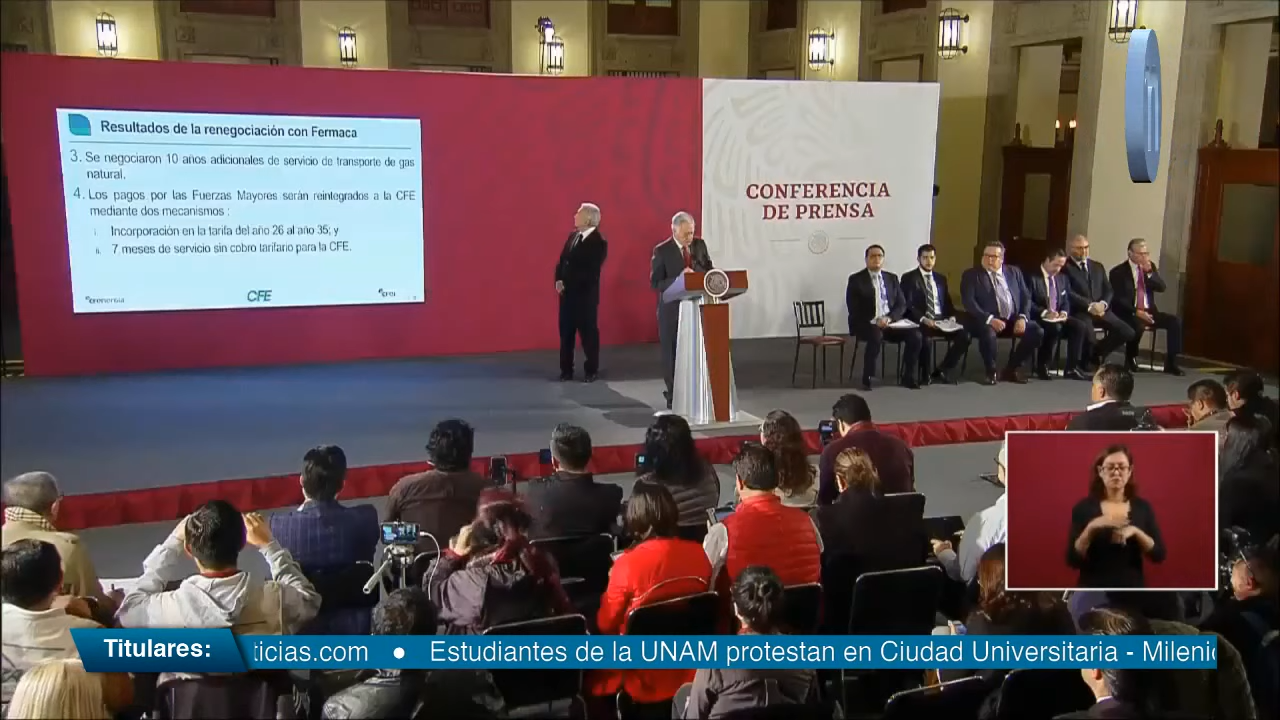 Resultados de la renegociación con Fermaca
3. Se negociaron 10 años adicionales de servicio de transporte de gas
natural.
4. Los pagos por las Fuerzas Mayores serán reintegrados a la CFE
mediante dos mecanismos :
i. Incorporación en la tarifa del año 26 al año 35; y
ii. 7 meses de servicio sin cobro tarifario para la CFE.
CFE
CONFERENCIA
DE PRENSA
Titulares:
ticias.com ● Estudiantes de la UNAM protestan en Ciudad Universitaria - Milenio